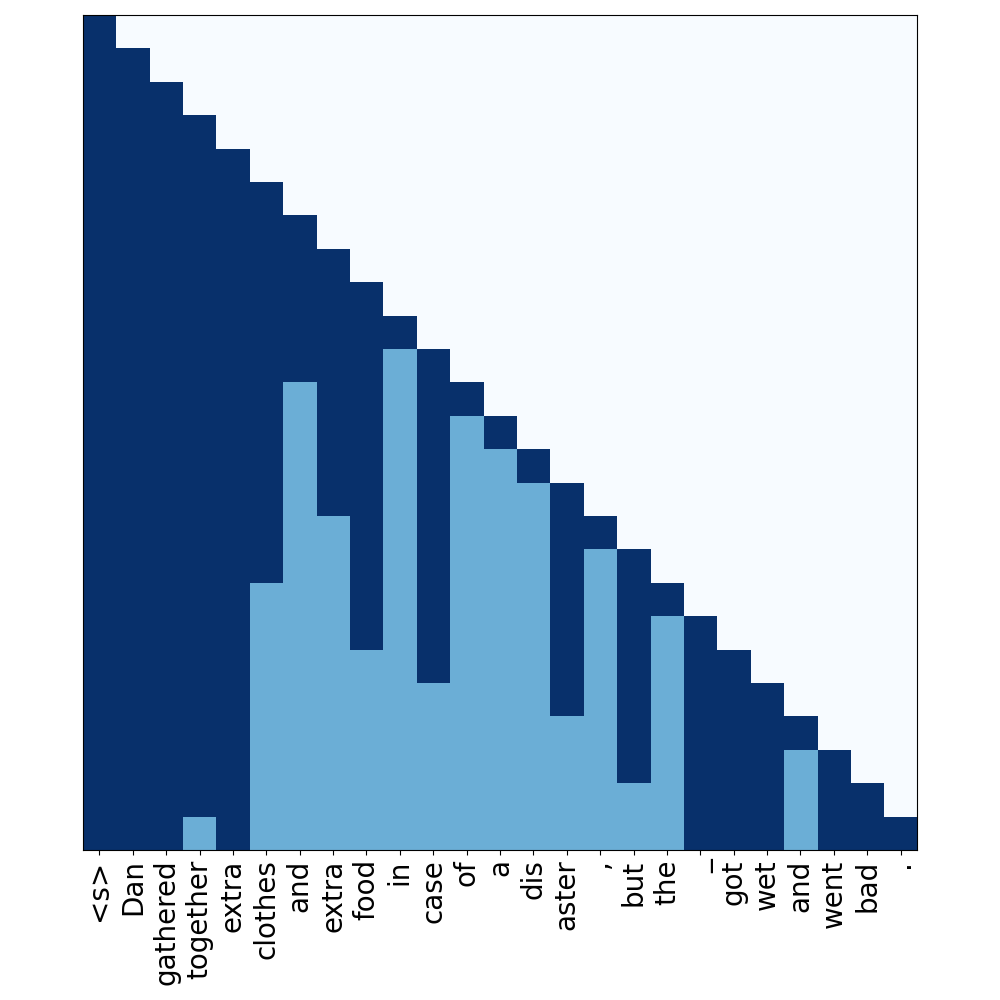 <s> Dan gathered together extra clothes and extra food in case of a dis aster , but the _ got wet and went bad .